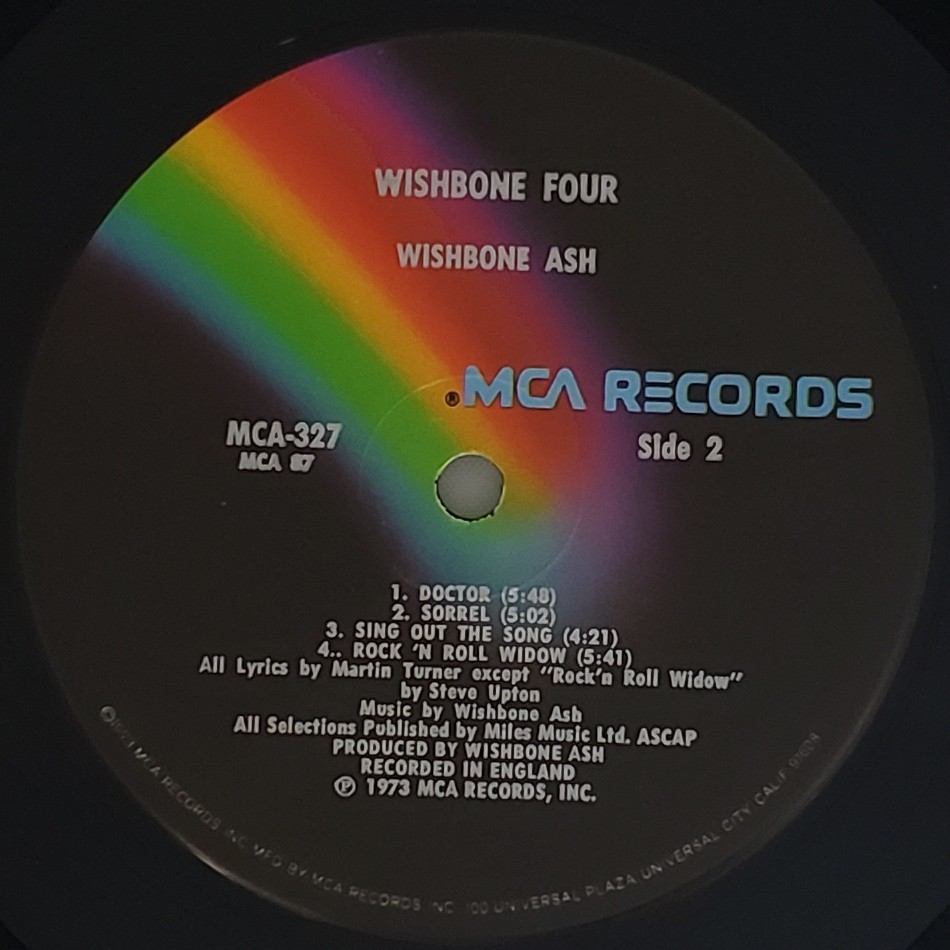 WISHBONE FOUR
WISHBONE ASH
® MCA RECORDS
MCA-327
MCA 87
Side 2
1. DOCTOR (5:48)
2. SORREL (5:02)
3. SING OUT THE SONG (4:21)
4.. ROCK 'N ROLL WIDOW (5:41)
All Lyrics by Martin Turner except "Rock'n Roll Widow"
by Steve Upton
Music by Wishbone Ash
All Selections Published by Miles Music Ltd. ASCAP
PRODUCED BY WISHBONE ASH
RECORDED IN ENGLAND
℗ 1973 MCA RECORDS, INC.
MCA RECORDS INC MFD BY MCA RECORDS INC 100 UNIVERSAL PLAZA UNIVERSAL CITY CALIF.